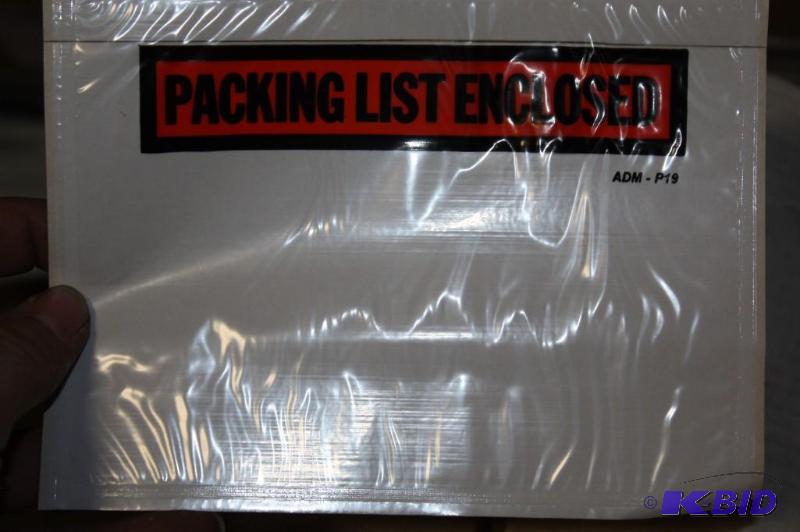 PACKING LIST ENCLOSED
ADM - P19
© K-BID